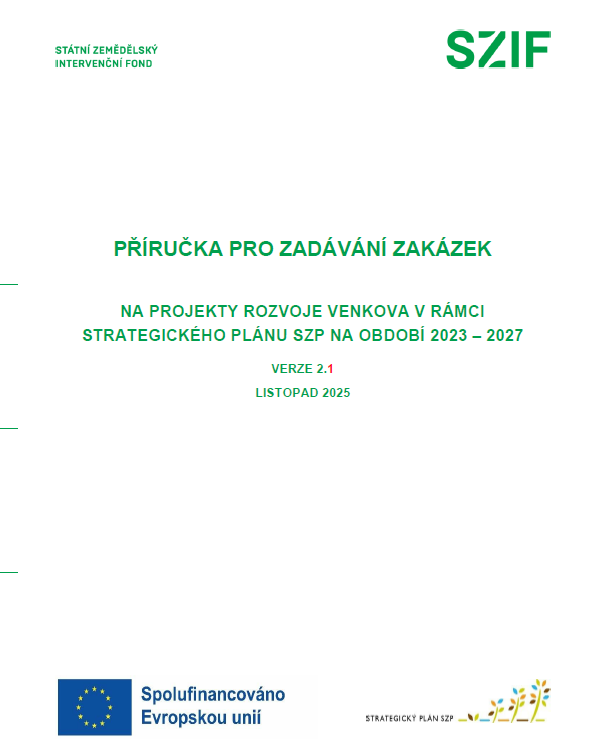 STÁTNÍ ZEMĚDĚLSKÝ
INTERVENČNÍ FOND
SZIF
PŘÍRUČKA PRO ZADÁVÁNÍ ZAKÁZEK
NA PROJEKTY ROZVOJE VENKOVA V RÁMCI
STRATEGICKÉHO PLÁNU SZP NA OBDOBÍ 2023 – 2027
VERZE 2.1
LISTOPAD 2025
Spolufinancováno
Evropskou unií
STRATEGICKÝ PLÁN SZP